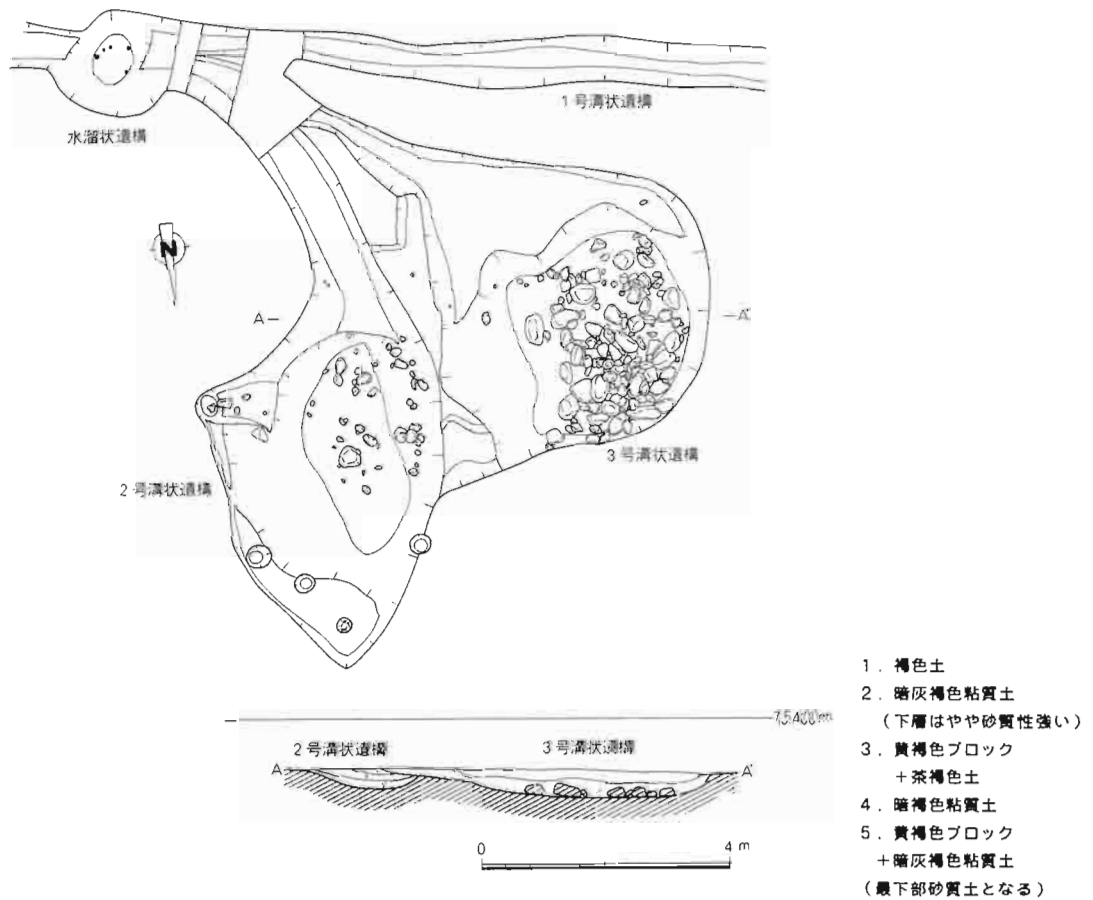 水溜状遺構
1号溝状遺構
N
A
A'
3号溝状遺構
2号溝状遺構
2号溝状遺構
3号溝状遺構
A
A'
0
4 m
1．褐色土
2．暗灰褐色粘質土
（下層はやや砂質性強い）
3．黄褐色ブロック
＋茶褐色土
4．暗褐色粘質土
5．黄褐色ブロック
＋暗灰褐色粘質土
（最下部砂質土となる）